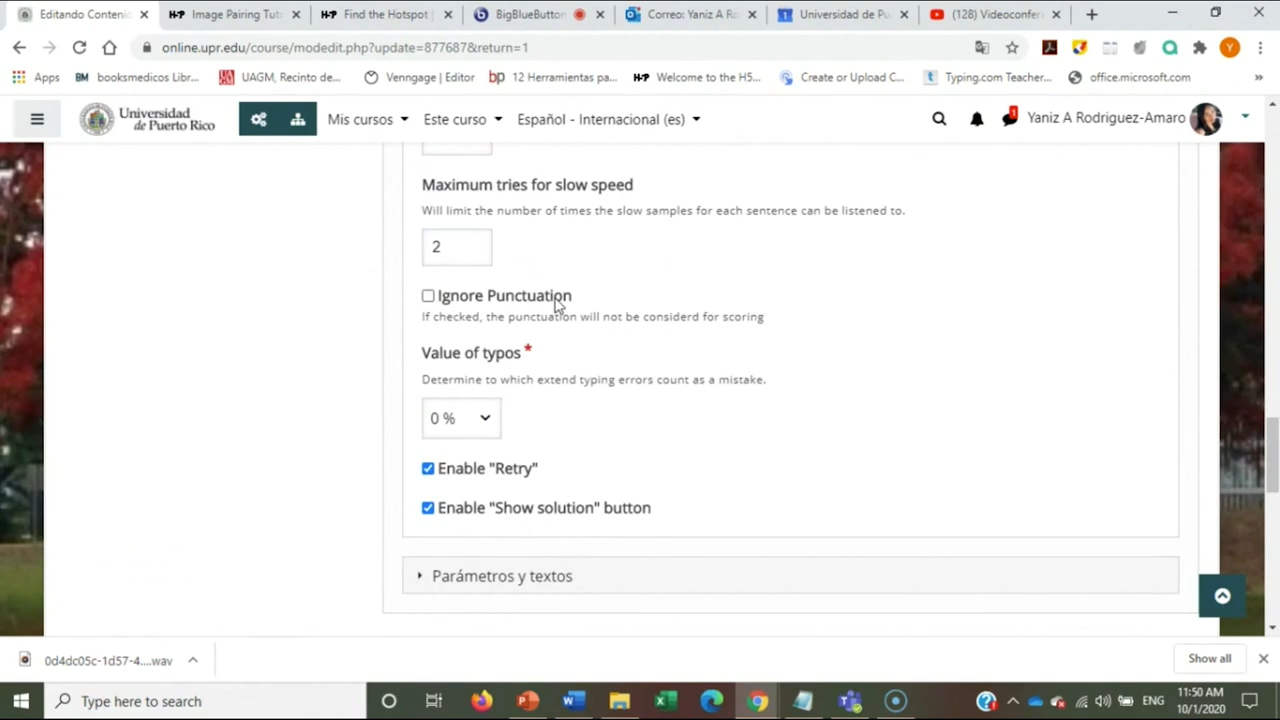 Editando Contenic
H-P Image Pairing Tut
H-P Find the Hotspot |
BigBlueButton
Correo: Yaniz A Ro
Universidad de Pu
(128) Videoconfer
online.upr.edu/course/modedit.php?update=877687&return=1
Y
Apps
BM booksmedicos Libr...
UAGM, Recinto de...
Venngage | Editor
bp 12 Herramientas pa...
H-P Welcome to the H5...
Create or Upload C...
t Typing.com Teacher...
office.microsoft.com
»
Universidad
de Puerto Rico
Mis cursos
Este curso
Español - Internacional (es)
1
Yaniz A Rodriguez-Amaro
Maximum tries for slow speed
Will limit the number of times the slow samples for each sentence can be listened to.
2
Ignore Punctuation
If checked, the punctuation will not be considerd for scoring
Value of typos *
Determine to which extend typing errors count as a mistake.
0 %
Enable "Retry"
Enable "Show solution" button
Parámetros y textos
0d4dc05c-1d57-4....wav
Show all
Type here to search
ENG
11:50 AM
10/1/2020